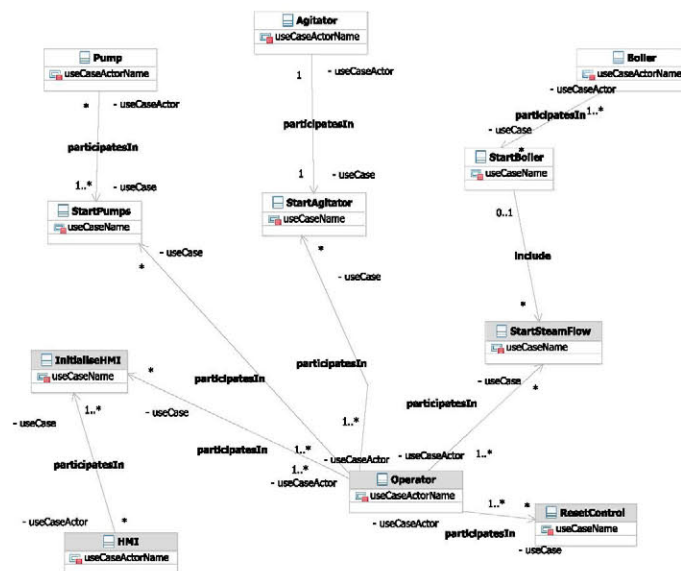 Agitator
useCaseActorName
Pump
useCaseActorName
Boiler
useCaseActorName
1
- useCaseActor
*
- useCaseActor
- useCaseActor
participatesIn
1..*
participatesIn
participatesIn
- useCase
*
StartBoiler
useCaseName
1..*
- useCase
1
- useCase
StartPumps
useCaseName
StartAgitator
useCaseName
0..1
- useCase
*
*
- useCase
include
*
StartSteamFlow
useCaseName
InitialiseHMI
useCaseName
*
participatesIn
participatesIn
- useCase
*
- useCase
1..*
- useCase
participatesIn
1..*
participatesIn
1..*
1..*
participatesIn
1..*
- useCaseActor
- useCaseActor
- useCaseActor
Operator
useCaseActorName
1..*
*
ResetControl
useCaseName
- useCaseActor
*
- useCaseActor
participatesIn
- useCase
HMI
useCaseActorName